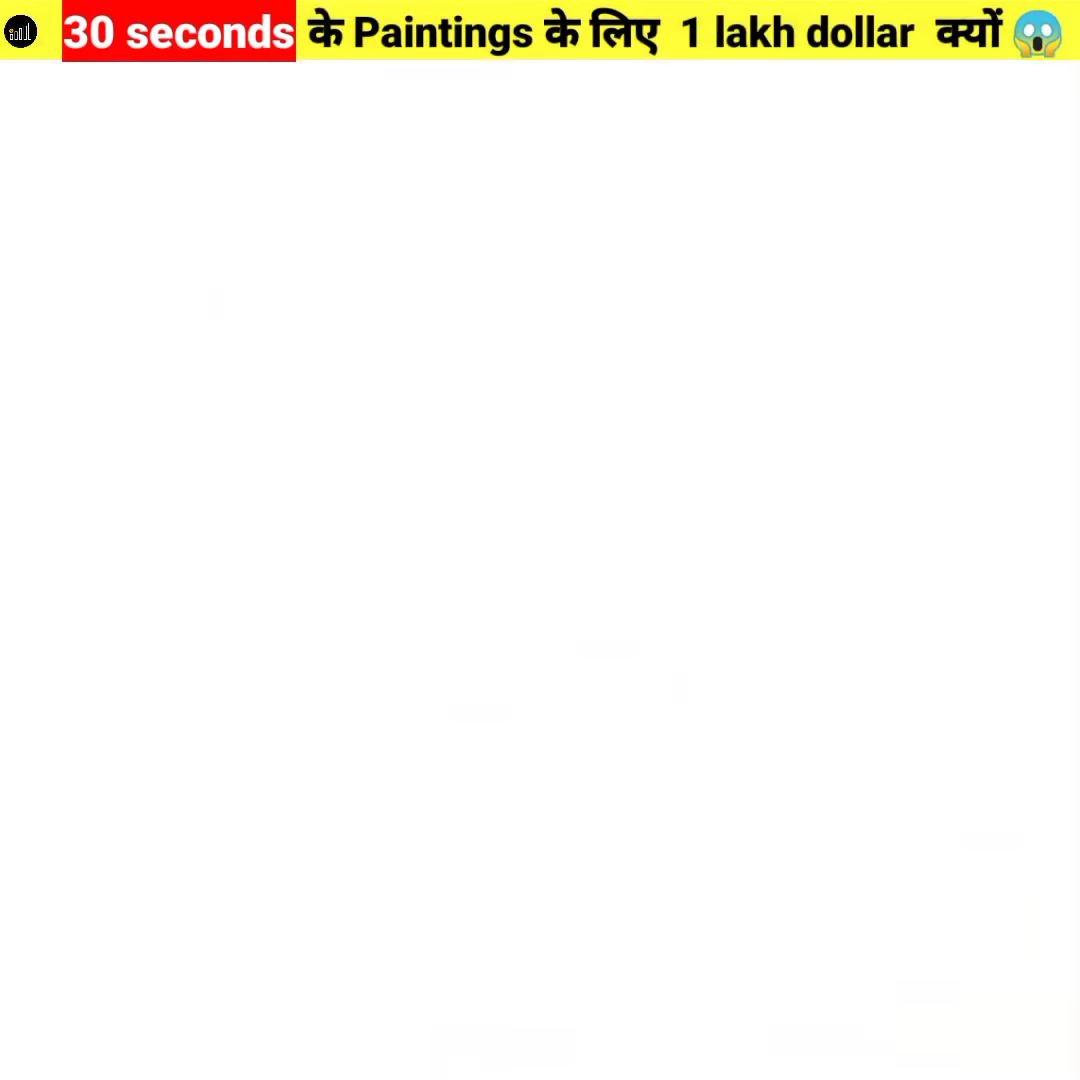 30 seconds के Paintings के लिए 1 lakh dollar क्यों 😱